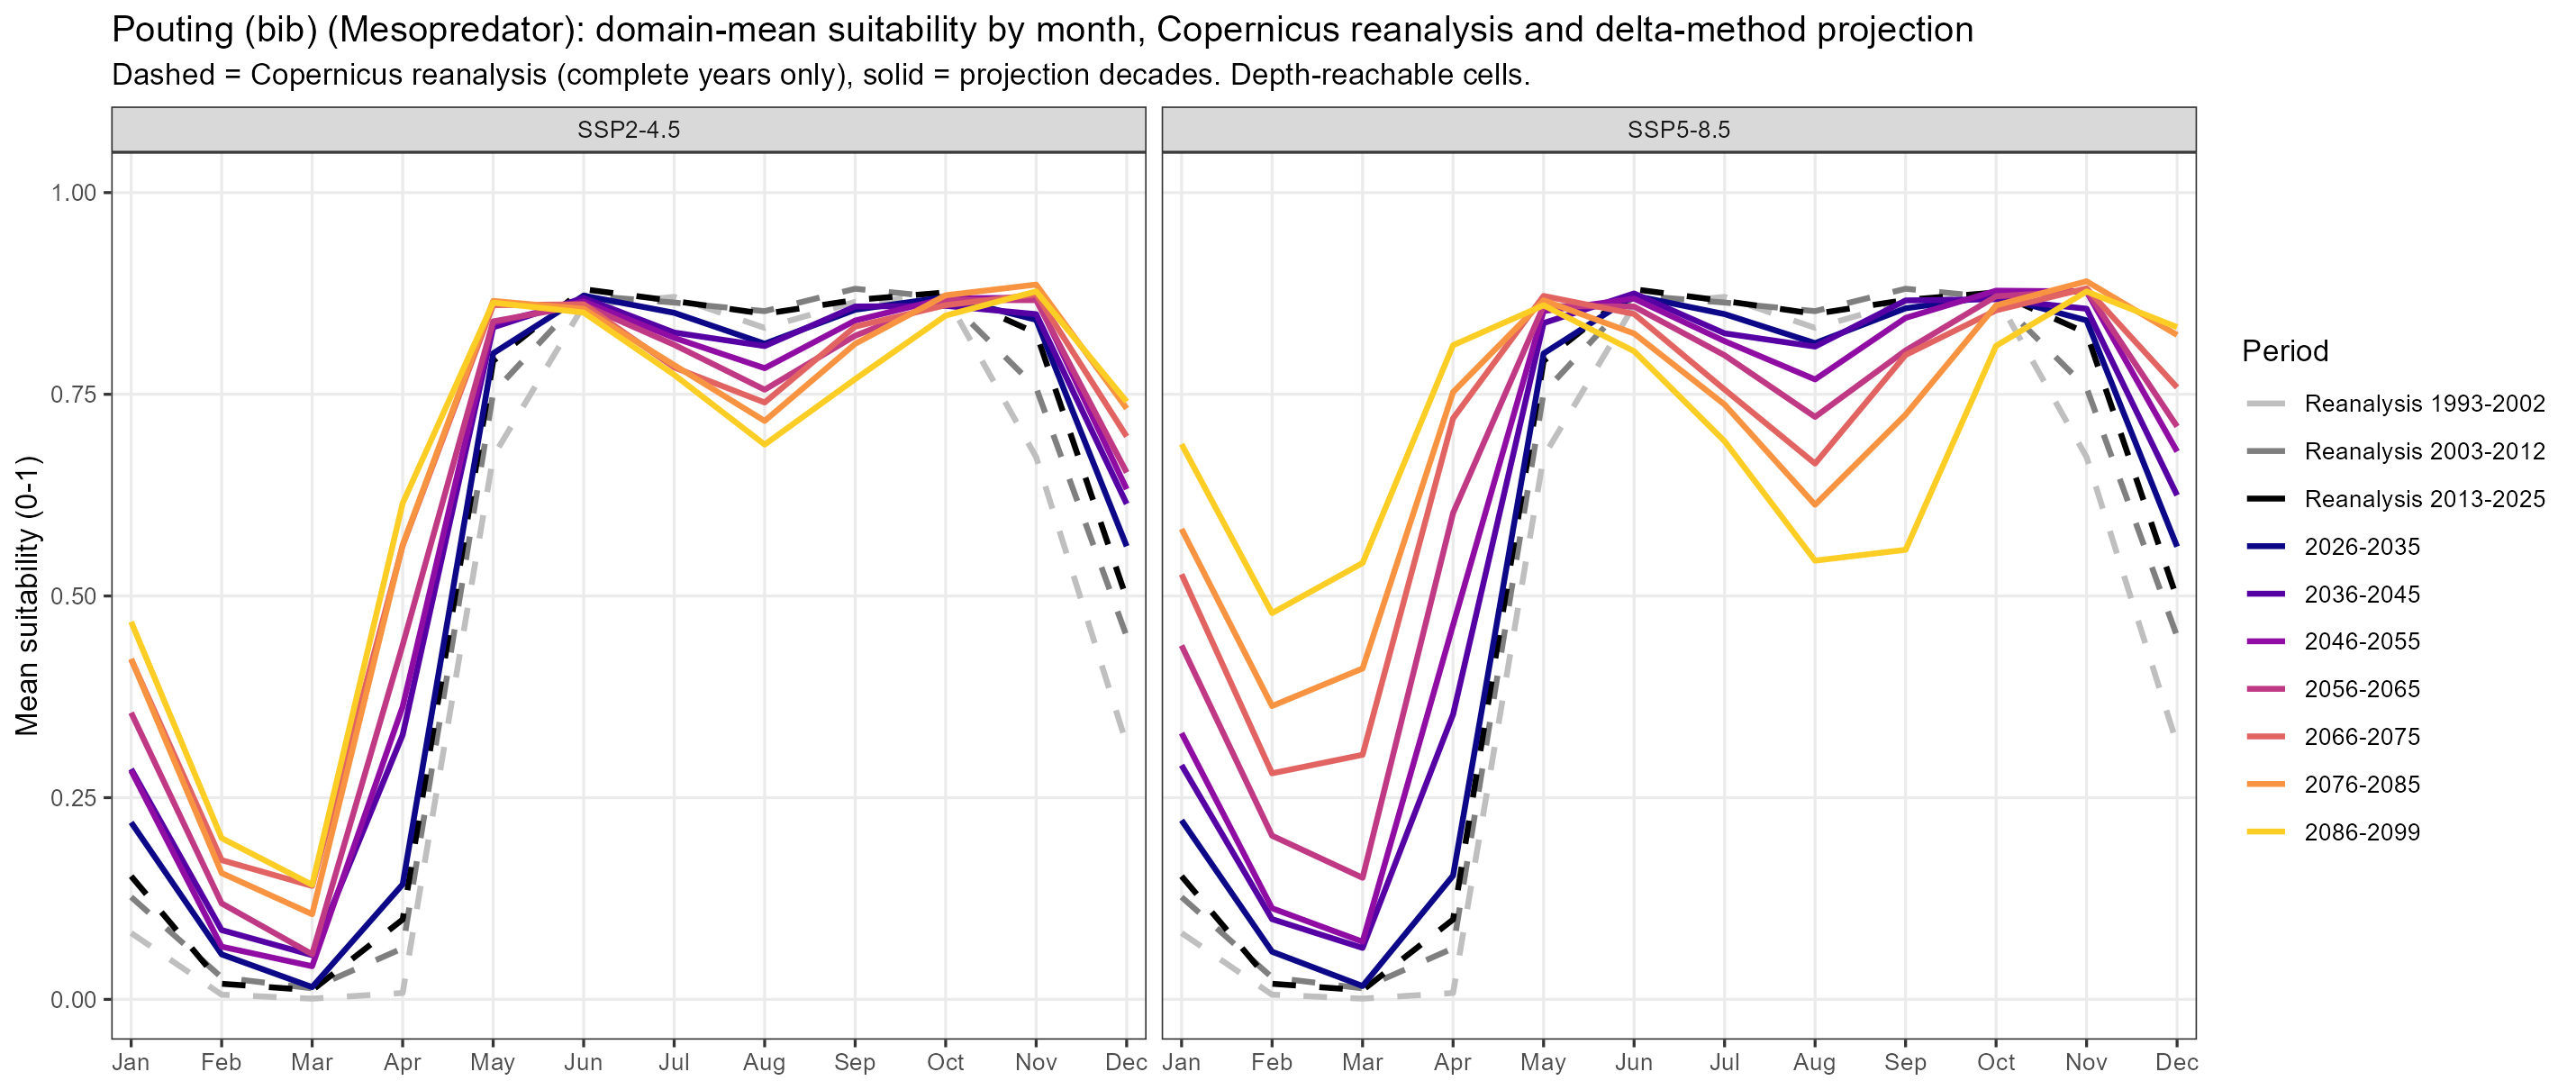 Pouting (bib) (Mesopredator): domain-mean suitability by month, Copernicus reanalysis and delta-method projection
Dashed = Copernicus reanalysis (complete years only), solid = projection decades. Depth-reachable cells.
SSP2-4.5
SSP5-8.5
Mean suitability (0-1)
1.00
0.75
0.50
0.25
0.00
Jan Feb Mar Apr May Jun Jul Aug Sep Oct Nov Dec
Jan Feb Mar Apr May Jun Jul Aug Sep Oct Nov Dec
Period
Reanalysis 1993-2002
Reanalysis 2003-2012
Reanalysis 2013-2025
2026-2035
2036-2045
2046-2055
2056-2065
2066-2075
2076-2085
2086-2099